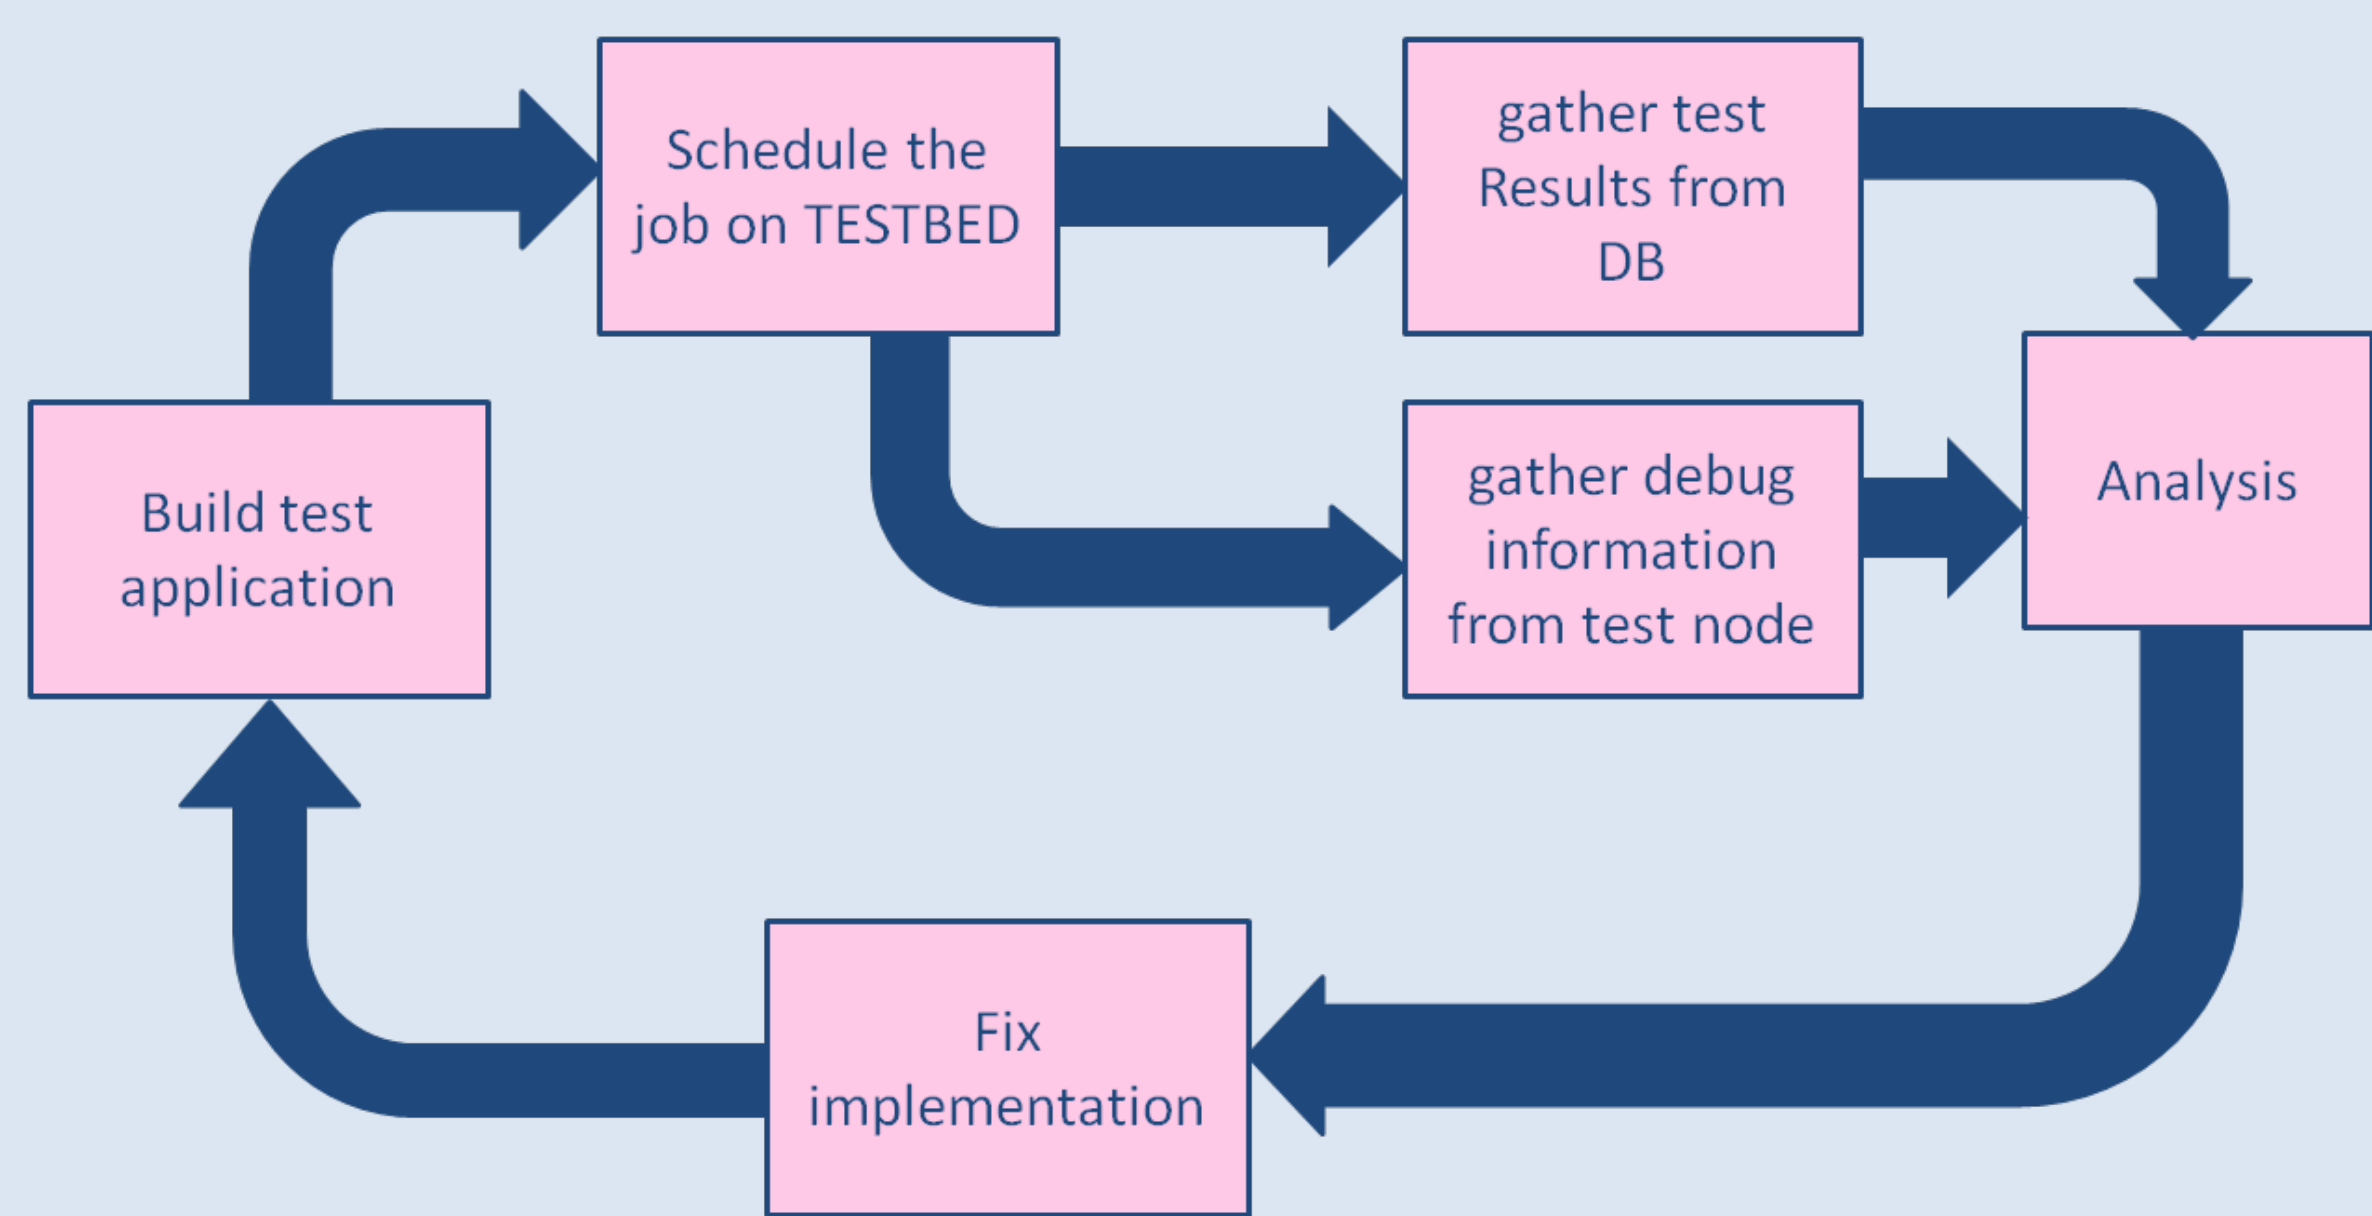 Schedule the
job on TESTBED
gather test
Results from
DB
Build test
application
gather debug
information
from test node
Analysis
Fix
implementation